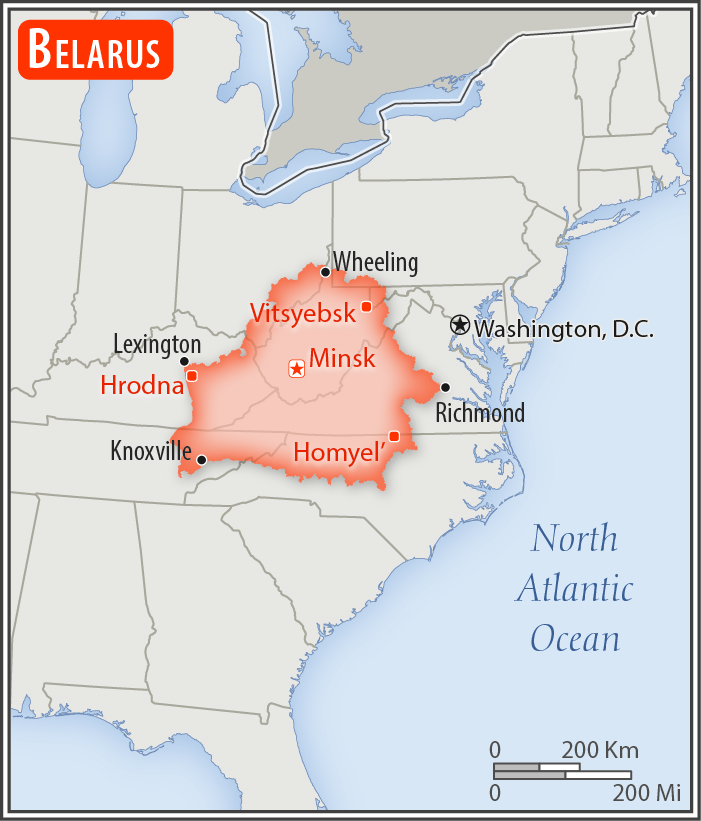 BELARUS
Wheeling
Vitsyebsk
Washington, D.C.
Lexington
Minsk
Hrodna
Richmond
Knoxville
Homyel’
North
Atlantic
Ocean
0 200 Km
0 200 Mi